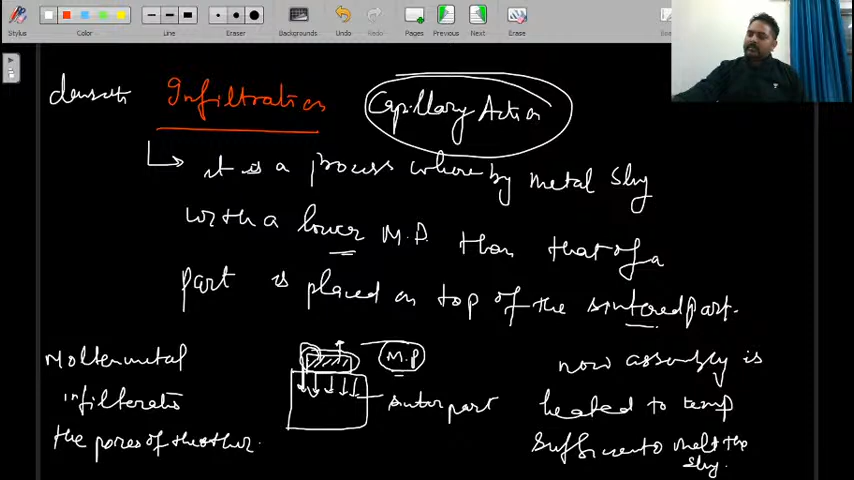 Stylus
Color
Line
Eraser
Backgrounds
Undo
Redo
Pages
Previous
Next
Erase
Infiltration
Capillary Action
it is a process whereby metal slug
with a lower M.P. than that of a
part is placed on top of the sintered part.
Molten metal
infilterats
the pores of the other.
M.P
sinter part
now assembly is
heated to temp
sufficient to melt the
slug.